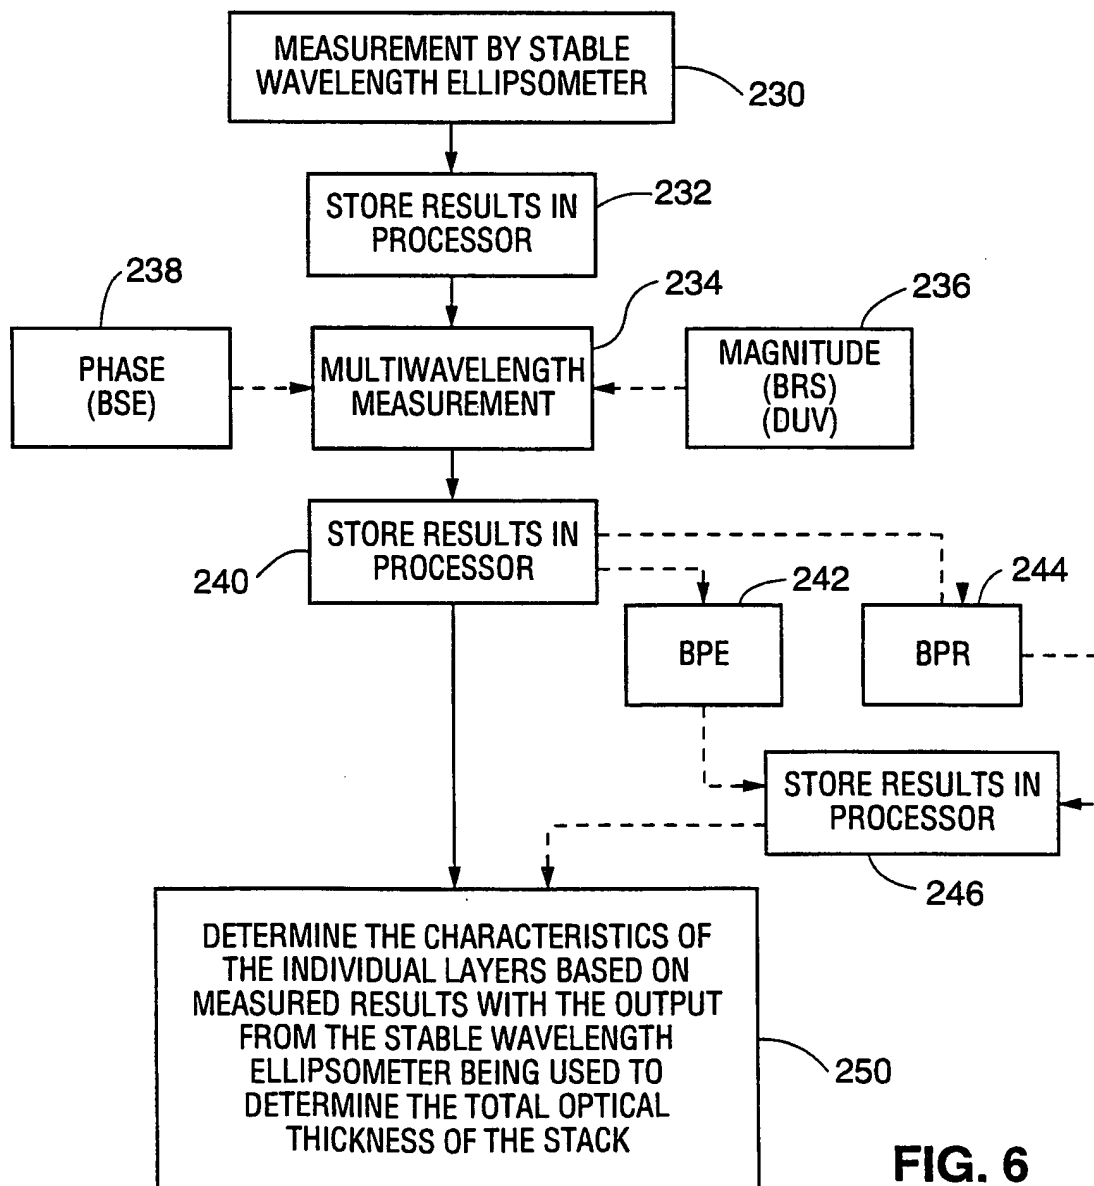 MEASUREMENT BY STABLE
WAVELENGTH ELLIPSOMETER
230
STORE RESULTS IN
PROCESSOR
232
238
234
236
PHASE
(BSE)
MULTIWAVELENGTH
MEASUREMENT
MAGNITUDE
(BRS)
(DUV)
STORE RESULTS IN
PROCESSOR
240
242
244
BPE
BPR
STORE RESULTS IN
PROCESSOR
246
DETERMINE THE CHARACTERISTICS OF
THE INDIVIDUAL LAYERS BASED ON
MEASURED RESULTS WITH THE OUTPUT
FROM THE STABLE WAVELENGTH
ELLIPSOMETER BEING USED TO
DETERMINE THE TOTAL OPTICAL
THICKNESS OF THE STACK
250
FIG. 6